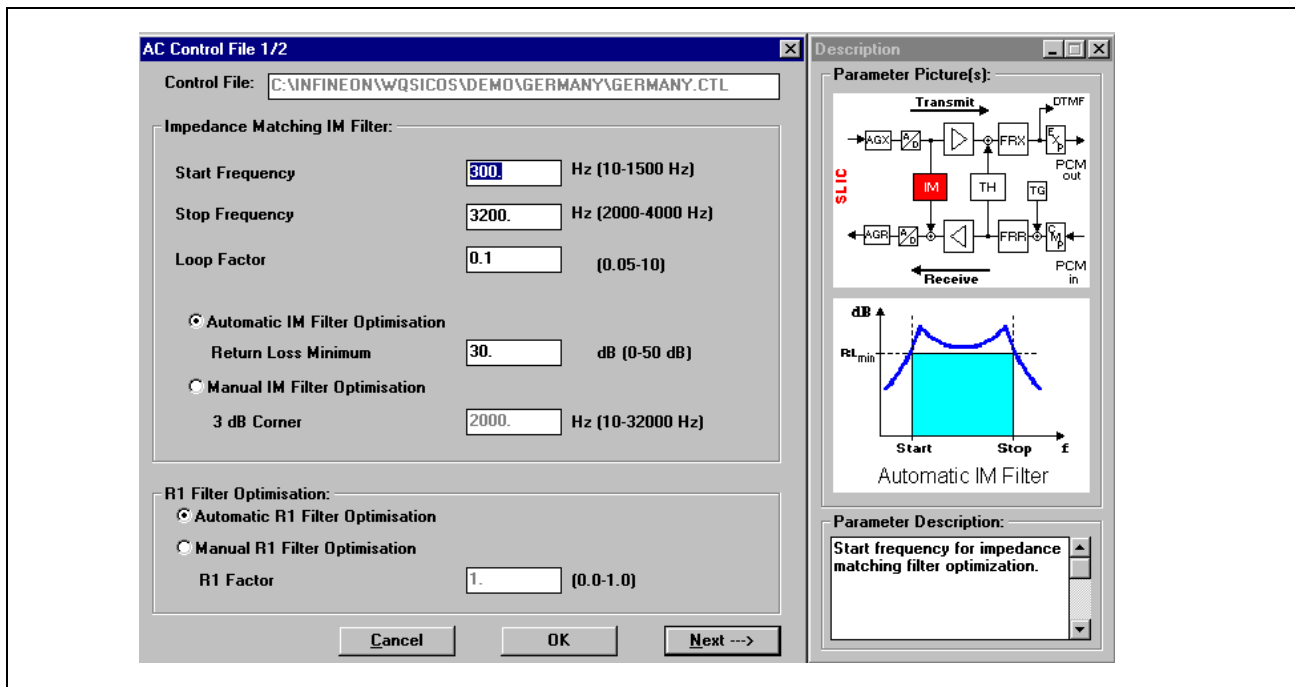 AC Control File 1/2
Control File: C:\INFINEON\WQSICOS\DEMO\GERMANY\GERMANY.CTL
Impedance Matching IM Filter:
Start Frequency 300. Hz (10-1500 Hz)
Stop Frequency 3200. Hz (2000-4000 Hz)
Loop Factor 0.1 (0.05-10)
Automatic IM Filter Optimisation
Return Loss Minimum 30. dB (0-50 dB)
Manual IM Filter Optimisation
3 dB Corner 2000. Hz (10-32000 Hz)
R1 Filter Optimisation:
Automatic R1 Filter Optimisation
Manual R1 Filter Optimisation
R1 Factor 1. (0.0-1.0)
Cancel OK Next --->
Description
Parameter Picture(s):
Transmit DTMF
AGX A/D FRX Exp
PCM out
SLIC IM TH TG
AGR A/D FRR CMp
Receive
PCM in
dB
RLmin
Start Stop f
Automatic IM Filter
Parameter Description:
Start frequency for impedance
matching filter optimization.